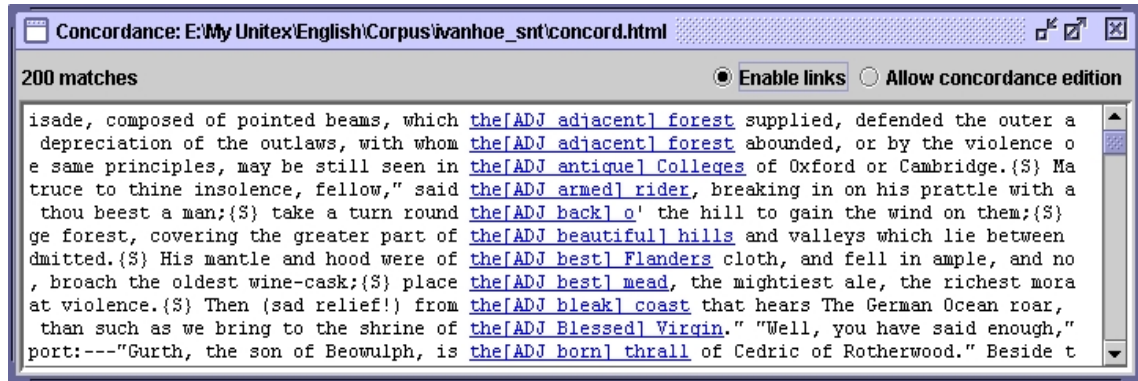 Concordance: E:\My Unitex\English\Corpus\ivanhoe_snt\concord.html
200 matches Enable links Allow concordance edition
isade, composed of pointed beams, which the[ADJ adjacent] forest supplied, defended the outer a
depreciation of the outlaws, with whom the[ADJ adjacent] forest abounded, or by the violence o
e same principles, may be still seen in the[ADJ antique] Colleges of Oxford or Cambridge.{S} Ma
truce to thine insolence, fellow," said the[ADJ armed] rider, breaking in on his prattle with a
thou beest a man;{S} take a turn round the[ADJ back] o' the hill to gain the wind on them;{S}
ge forest, covering the greater part of the[ADJ beautiful] hills and valleys which lie between
dmitted.{S} His mantle and hood were of the[ADJ best] Flanders cloth, and fell in ample, and no
, broach the oldest wine-cask;{S} place the[ADJ best] mead, the mightiest ale, the richest mora
at violence.{S} Then (sad relief!) from the[ADJ bleak] coast that hears The German Ocean roar,
than such as we bring to the shrine of the[ADJ Blessed] Virgin." "Well, you have said enough,"
port:---"Gurth, the son of Beowulph, is the[ADJ born] thrall of Cedric of Rotherwood." Beside t